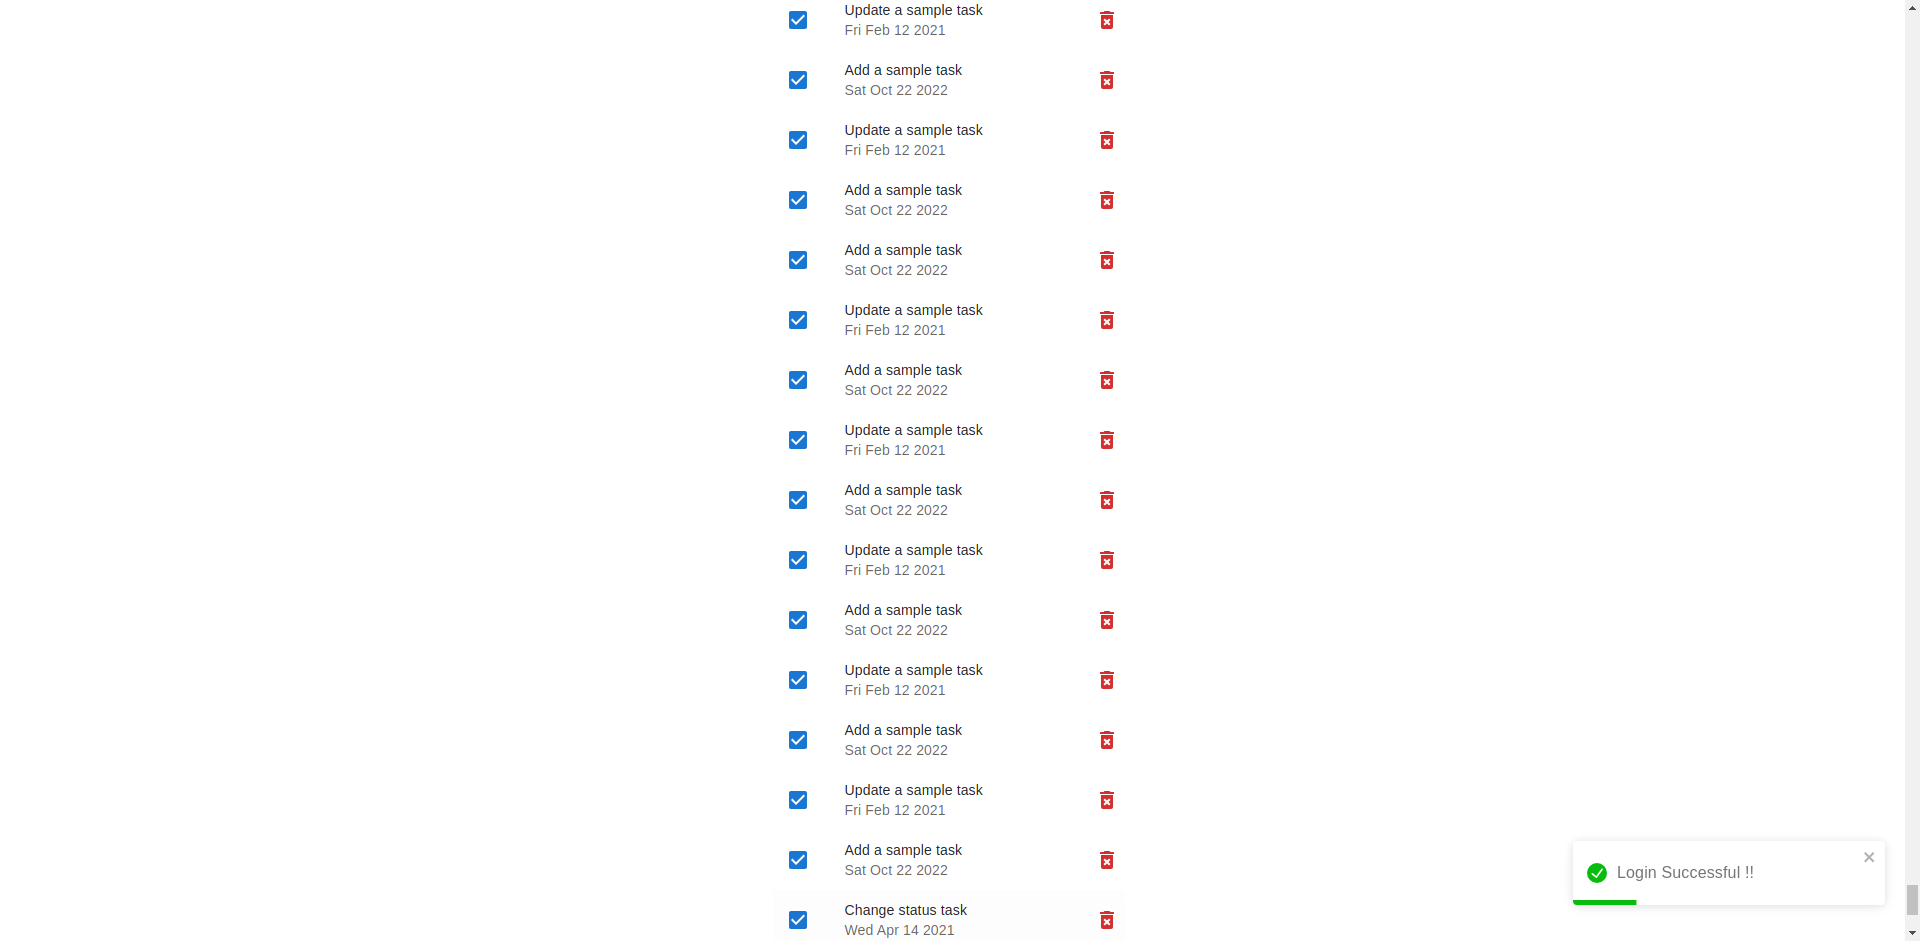 Update a sample task
Fri Feb 12 2021
Add a sample task
Sat Oct 22 2022
Update a sample task
Fri Feb 12 2021
Add a sample task
Sat Oct 22 2022
Add a sample task
Sat Oct 22 2022
Update a sample task
Fri Feb 12 2021
Add a sample task
Sat Oct 22 2022
Update a sample task
Fri Feb 12 2021
Add a sample task
Sat Oct 22 2022
Update a sample task
Fri Feb 12 2021
Add a sample task
Sat Oct 22 2022
Update a sample task
Fri Feb 12 2021
Add a sample task
Sat Oct 22 2022
Update a sample task
Fri Feb 12 2021
Add a sample task
Sat Oct 22 2022
Change status task
Wed Apr 14 2021
Login Successful !!